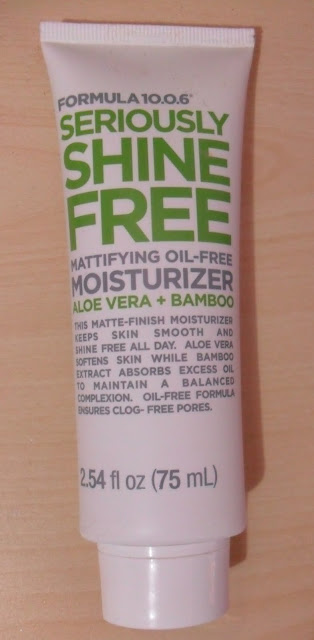 FORMULA 10.0.6®
SERIOUSLY
SHINE
FREE
MATTIFYING OIL-FREE
MOISTURIZER
ALOE VERA + BAMBOO
THIS MATTE-FINISH MOISTURIZER
KEEPS SKIN SMOOTH AND
SHINE FREE ALL DAY. ALOE VERA
SOFTENS SKIN WHILE BAMBOO
EXTRACT ABSORBS EXCESS OIL
TO MAINTAIN A BALANCED
COMPLEXION. OIL-FREE FORMULA
ENSURES CLOG- FREE PORES.
2.54 fl oz (75 mL)